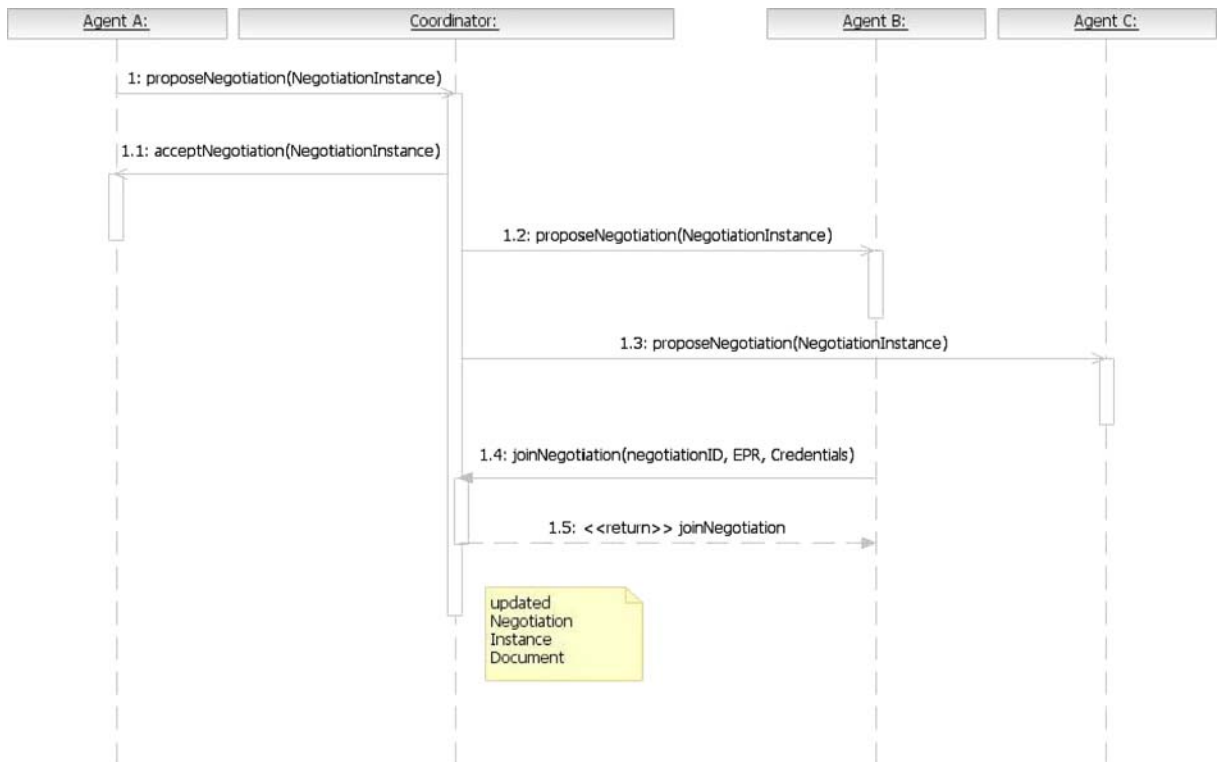 Agent A:
Coordinator:
Agent B:
Agent C:
1: proposeNegotiation(NegotiationInstance)
1.1: acceptNegotiation(NegotiationInstance)
1.2: proposeNegotiation(NegotiationInstance)
1.3: proposeNegotiation(NegotiationInstance)
1.4: joinNegotiation(negotiationID, EPR, Credentials)
1.5: <<return>> joinNegotiation
updated
Negotiation
Instance
Document